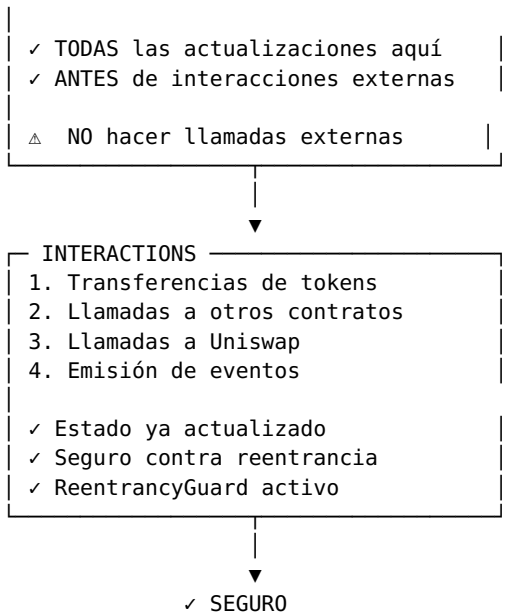 ✓ TODAS las actualizaciones aquí
✓ ANTES de interacciones externas
⚠ NO hacer llamadas externas
INTERACTIONS
1. Transferencias de tokens
2. Llamadas a otros contratos
3. Llamadas a Uniswap
4. Emisión de eventos
✓ Estado ya actualizado
✓ Seguro contra reentrancia
✓ ReentrancyGuard activo
✓ SEGURO